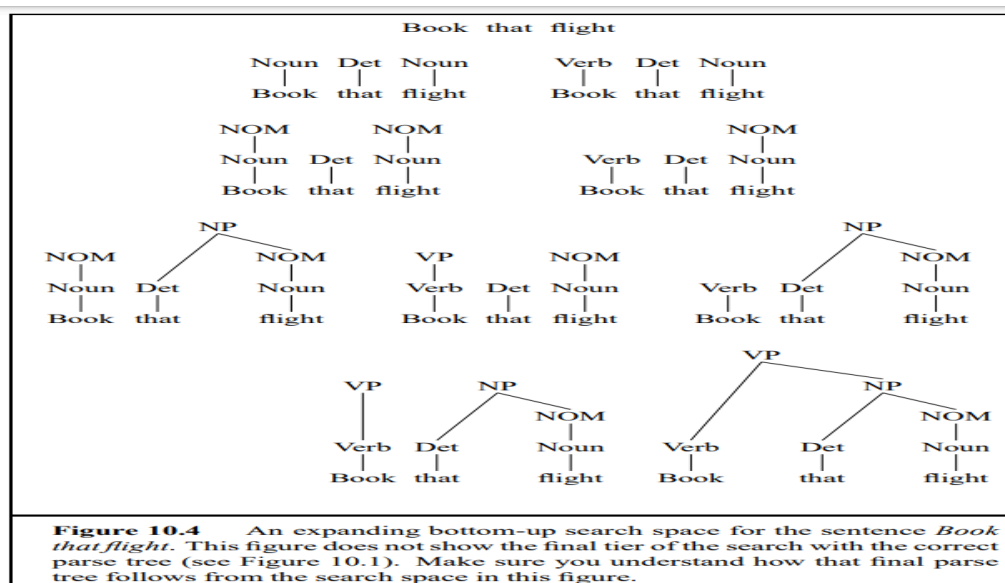 Book that flight
Noun Det Noun Verb Det Noun
Book that flight Book that flight
NOM NOM NOM
Noun Det Noun Verb Det Noun
Book that flight Book that flight
NP NP
NOM NOM VP NOM NOM
Noun Det Noun Verb Det Noun Verb Det Noun
Book that flight Book that flight Book that flight
VP
VP NP NP
NOM NOM
Verb Det Noun Verb Det Noun
Book that flight Book that flight
Figure 10.4 An expanding bottom-up search space for the sentence Book
that flight. This figure does not show the final tier of the search with the correct
parse tree (see Figure 10.1). Make sure you understand how that final parse
tree follows from the search space in this figure.